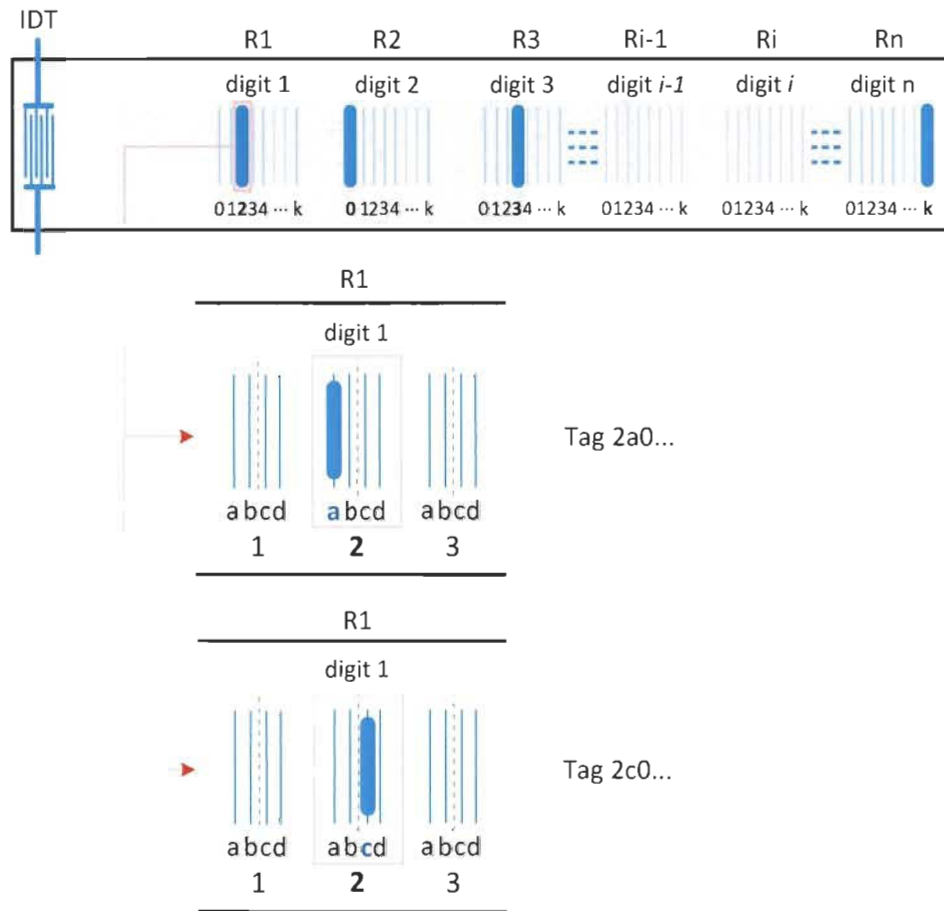 IDT
R1 R2 R3 Ri-1 Ri Rn
digit 1 digit 2 digit 3 digit i-1 digit i digit n
01234 ··· k 01234 ··· k 01234 ··· k 01234 ··· k 01234 ··· k 01234 ··· k
R1
digit 1
Tag 2a0...
abcd abcd abcd
1 2 3
R1
digit 1
Tag 2c0...
abcd abcd abcd
1 2 3